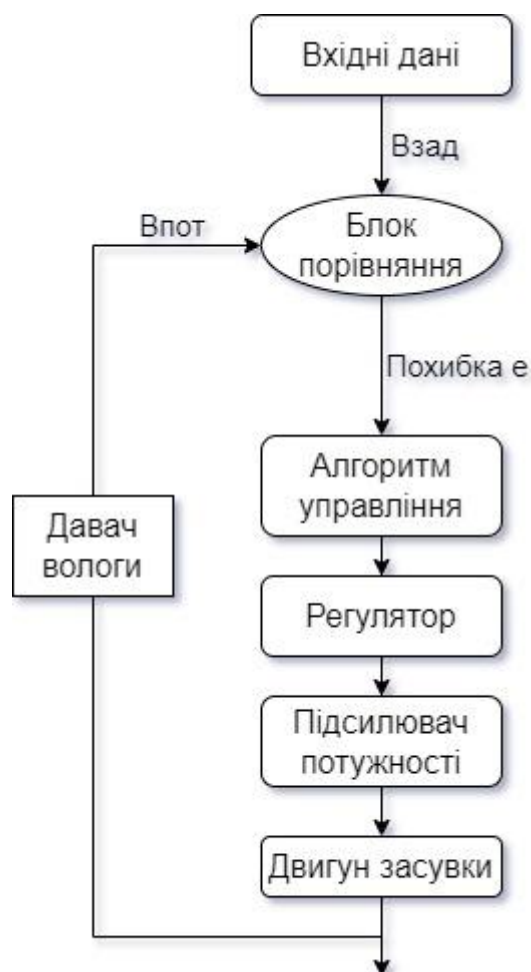 Вхідні дані
Взад
Впот
Блок
порівняння
Похибка е
Алгоритм
управління
Давач
вологи
Регулятор
Підсилювач
потужності
Двигун засувки